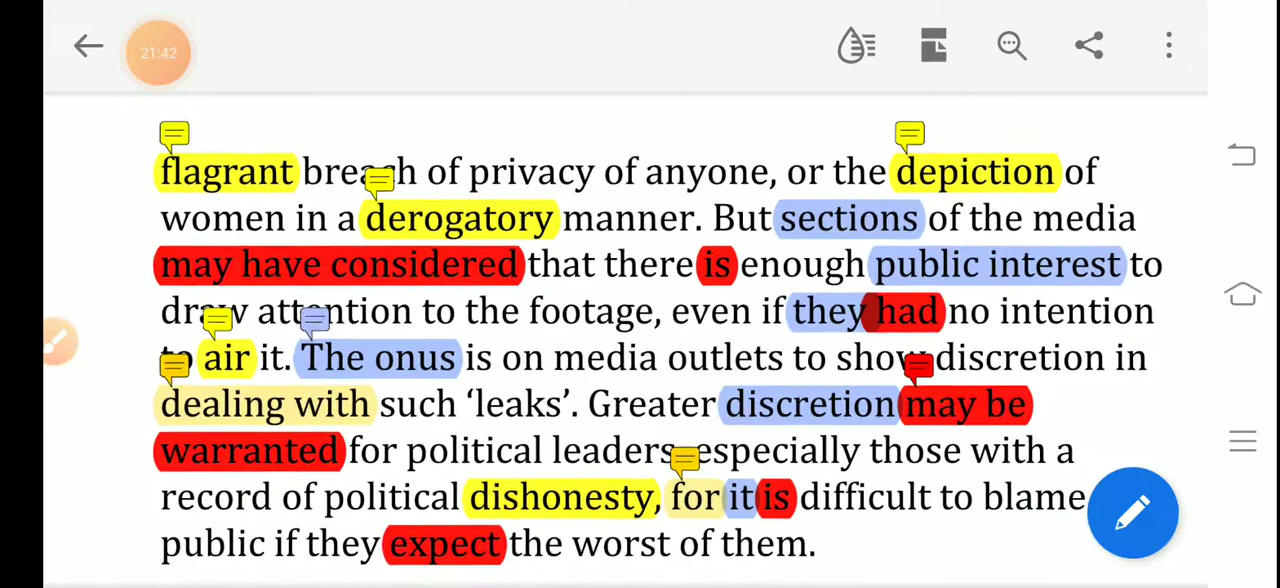 21:42
flagrant breach of privacy of anyone, or the depiction of
women in a derogatory manner. But sections of the media
may have considered that there is enough public interest to
draw attention to the footage, even if they had no intention
to air it. The onus is on media outlets to show discretion in
dealing with such ‘leaks’. Greater discretion may be
warranted for political leaders, especially those with a
record of political dishonesty, for it is difficult to blame
public if they expect the worst of them.